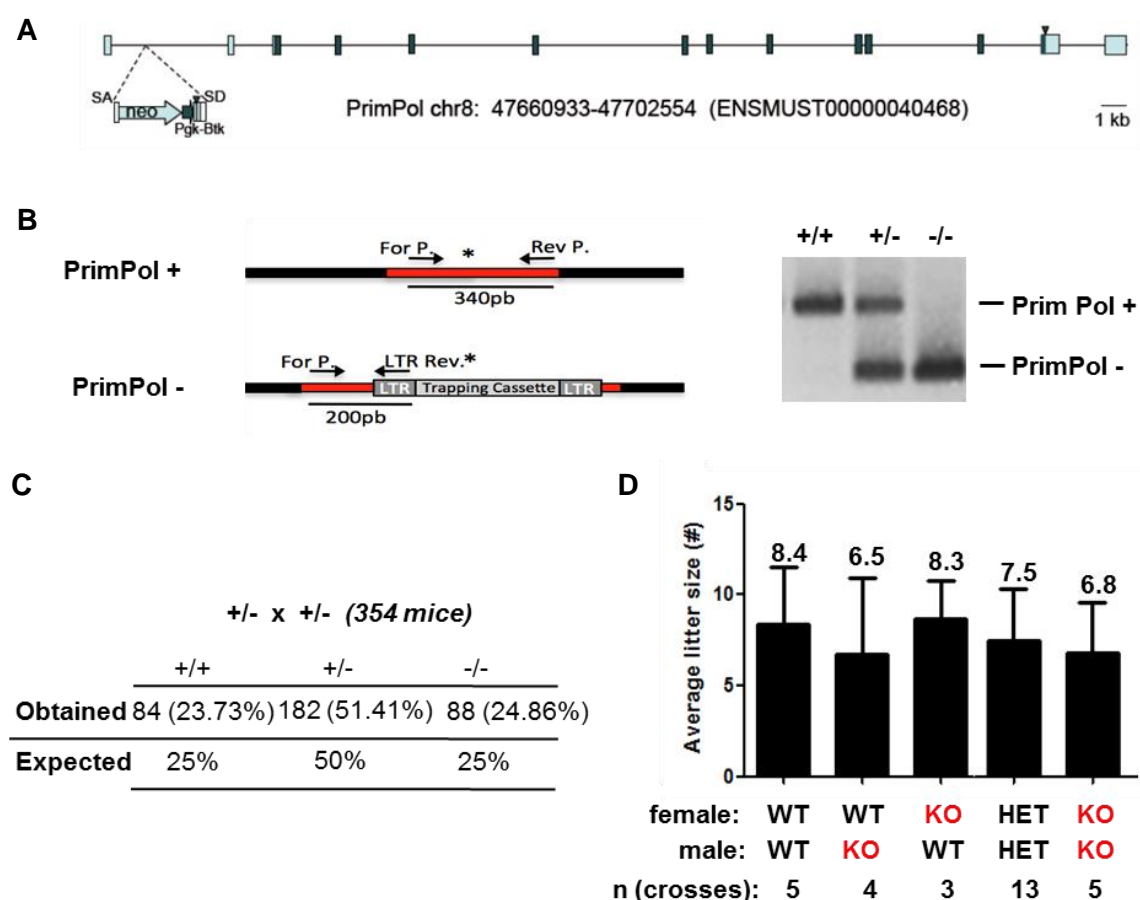 A
SA
SD
neo
Pgk-Btk
PrimPol chr8: 47660933-47702554 (ENSMUST00000040468)
1 kb
B
PrimPol +
For P.
*
Rev P.
340pb
PrimPol -
For P.
LTR Rev.*
LTR
Trapping Cassette
LTR
200pb
+/+ +/- -/-
Prim Pol +
PrimPol -
C
+/- x +/- (354 mice)
+/+ +/- -/-
Obtained 84 (23.73%) 182 (51.41%) 88 (24.86%)
Expected 25% 50% 25%
D
Average litter size (#)
15
10
5
0
8.4 6.5 8.3 7.5 6.8
female: WT WT KO HET KO
male: WT KO WT HET KO
n (crosses): 5 4 3 13 5